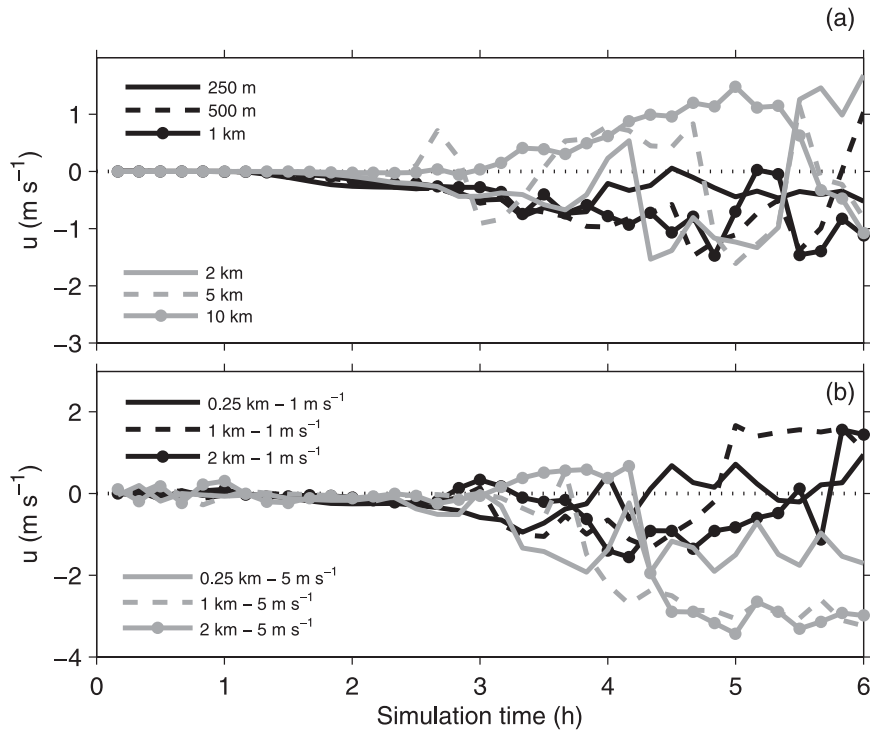 (a)
1
0
−1
−2
−3
u (m s⁻¹)
250 m
500 m
1 km
2 km
5 km
10 km
(b)
2
0
−2
−4
u (m s⁻¹)
0.25 km – 1 m s⁻¹
1 km – 1 m s⁻¹
2 km – 1 m s⁻¹
0.25 km – 5 m s⁻¹
1 km – 5 m s⁻¹
2 km – 5 m s⁻¹
0 1 2 3 4 5 6
Simulation time (h)